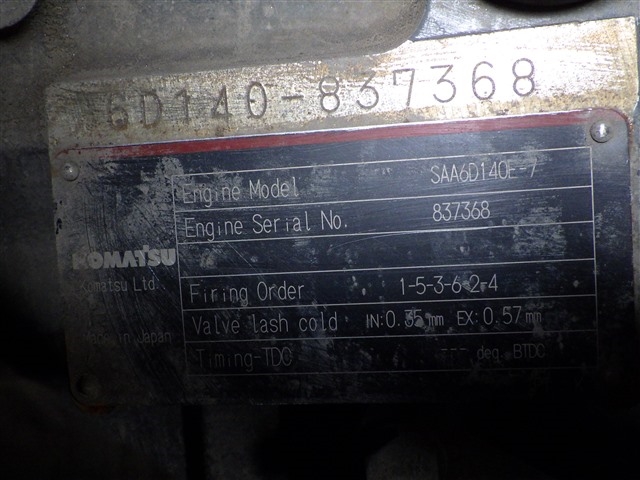 6D140-837368
Engine Model SAA6D140E-7
Engine Serial No. 837368
KOMATSU
Komatsu Ltd.
Firing Order 1-5-3-6-2-4
Valve lash cold IN:0.35 mm EX:0.57 mm
Made in Japan
Timing-TDC deg. BTDC